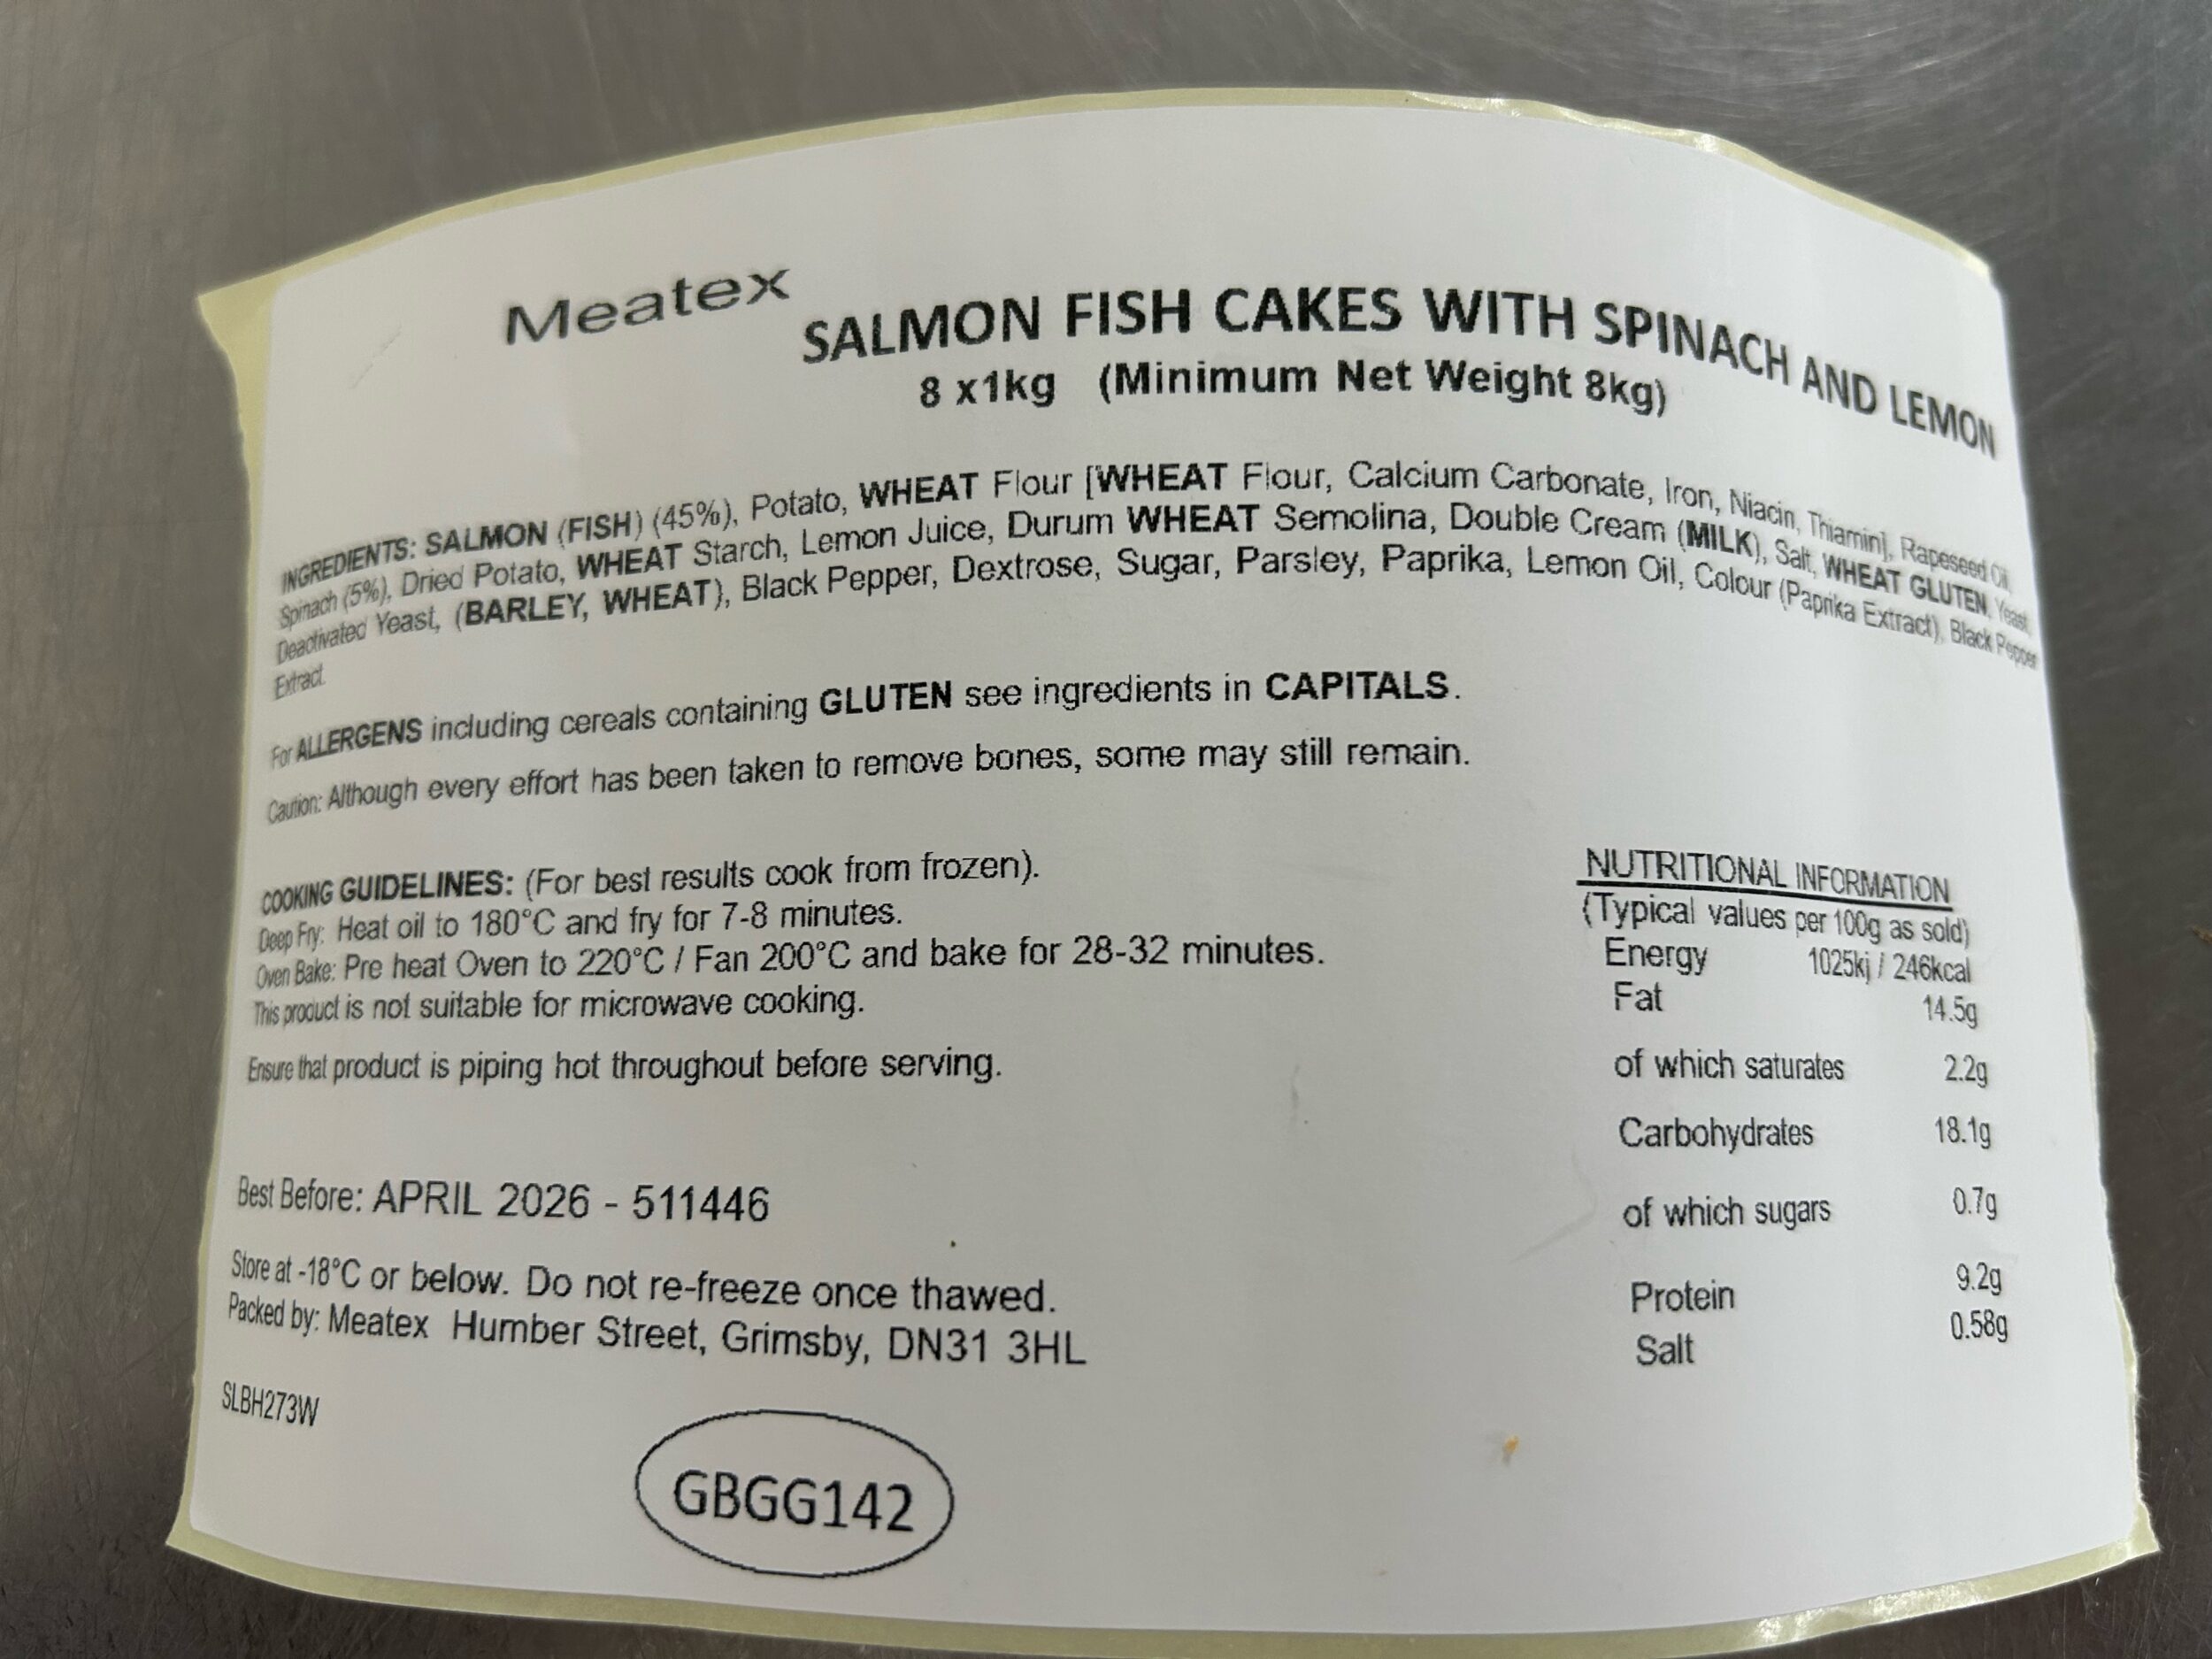 Meatex
SALMON FISH CAKES WITH SPINACH AND LEMON
8 x1kg (Minimum Net Weight 8kg)
INGREDIENTS: SALMON (FISH) (45%), Potato, WHEAT Flour [WHEAT Flour, Calcium Carbonate, Iron, Niacin, Thiamin], Rapeseed Oil,
Spinach (5%), Dried Potato, WHEAT Starch, Lemon Juice, Durum WHEAT Semolina, Double Cream (MILK), Salt, WHEAT GLUTEN, Yeast,
Deactivated Yeast, (BARLEY, WHEAT), Black Pepper, Dextrose, Sugar, Parsley, Paprika, Lemon Oil, Colour (Paprika Extract), Black Pepper
Extract.
For ALLERGENS including cereals containing GLUTEN see ingredients in CAPITALS.
Caution: Although every effort has been taken to remove bones, some may still remain.
COOKING GUIDELINES: (For best results cook from frozen).
Deep Fry: Heat oil to 180°C and fry for 7-8 minutes.
Oven Bake: Pre heat Oven to 220°C / Fan 200°C and bake for 28-32 minutes.
This product is not suitable for microwave cooking.
Ensure that product is piping hot throughout before serving.
Best Before: APRIL 2026 - 511446
Store at -18°C or below. Do not re-freeze once thawed.
Packed by: Meatex Humber Street, Grimsby, DN31 3HL
SLBH273W
GBGG142
NUTRITIONAL INFORMATION
(Typical values per 100g as sold)
Energy 1025kj / 246kcal
Fat 14.5g
of which saturates 2.2g
Carbohydrates 18.1g
of which sugars 0.7g
Protein 9.2g
Salt 0.58g